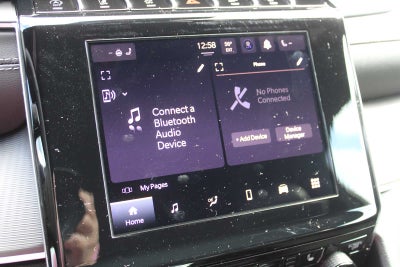 12:58
Phone
Connect a
Bluetooth
Audio
Device
No Phones
Connected
+ Add Device
Device
Manager
My Pages
Home